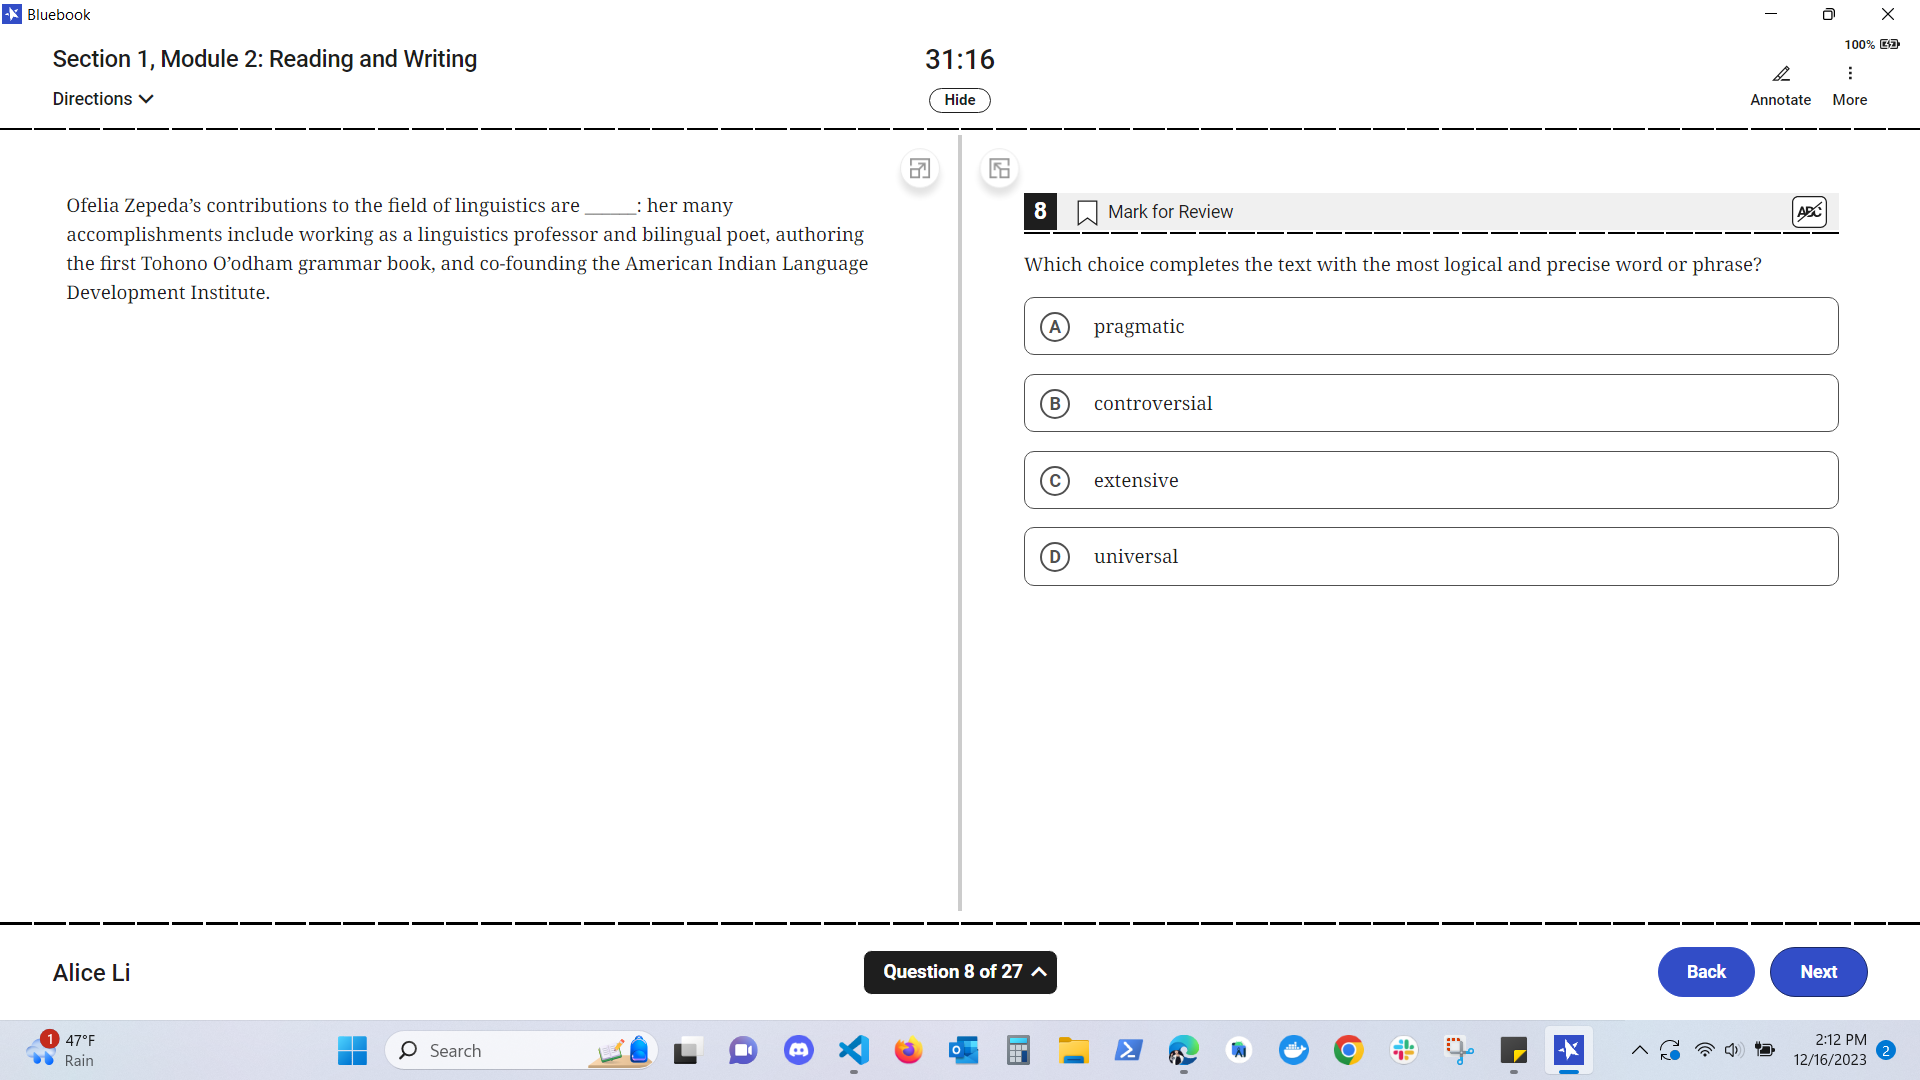 Bluebook
Section 1, Module 2: Reading and Writing
31:16
100%
Directions
Hide
Annotate
More
Ofelia Zepeda’s contributions to the field of linguistics are ______: her many
accomplishments include working as a linguistics professor and bilingual poet, authoring
the first Tohono O’odham grammar book, and co-founding the American Indian Language
Development Institute.
8
Mark for Review
ABC
Which choice completes the text with the most logical and precise word or phrase?
A pragmatic
B controversial
C extensive
D universal
Alice Li
Question 8 of 27
Back
Next
1
47°F
Rain
Search
2:12 PM
12/16/2023
2